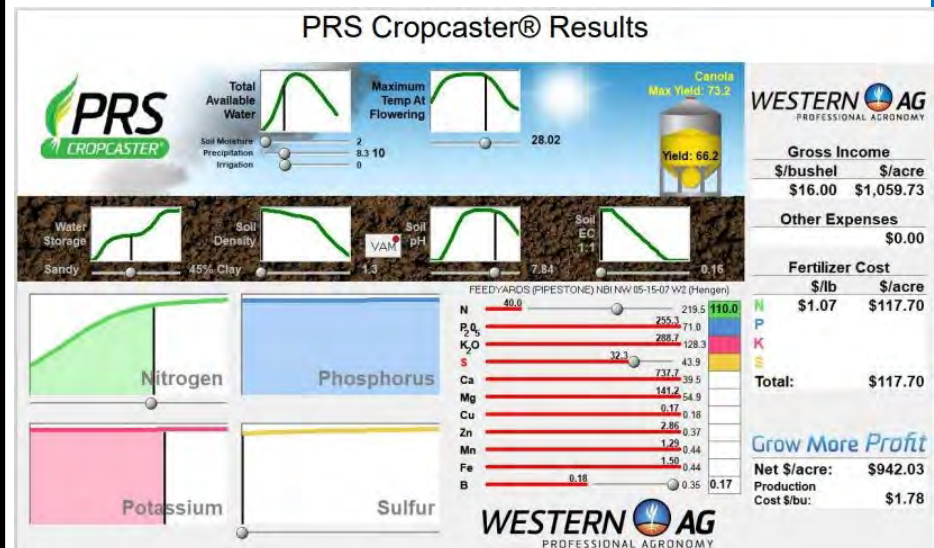 PRS Cropcaster® Results
PRS
CROPCASTER®
Total
Available
Water
Soil Moisture 2
Precipitation 8.3 10
Irrigation 0
Maximum
Temp At
Flowering
28.02
Canola
Max Yield: 73.2
Yield: 66.2
WESTERN AG
PROFESSIONAL AGRONOMY
Gross Income
$/bushel $/acre
$16.00 $1,059.73
Other Expenses
$0.00
Fertilizer Cost
$/lb $/acre
N $1.07 $117.70
P
K
S
Total: $117.70
Grow More Profit
Net $/acre: $942.03
Production
Cost $/bu: $1.78
Water
Storage
Sandy 45% Clay
Soil
Density
1.3
VAM
Soil
pH
7.84
Soil
EC
1:1
0.16
Nitrogen
Phosphorus
Potassium
Sulfur
FEEDYARDS (PIPESTONE) NBI NW 05-15-07 W2 (Hengen)
N 40.0 219.5 110.0
P2O5 255.3 71.0
K2O 288.7 128.3
S 32.3 43.9
Ca 737.7 39.5
Mg 141.2 54.9
Cu 0.17 0.18
Zn 2.86 0.37
Mn 1.29 0.44
Fe 1.50 0.44
B 0.18 0.35 0.17
WESTERN AG
PROFESSIONAL AGRONOMY